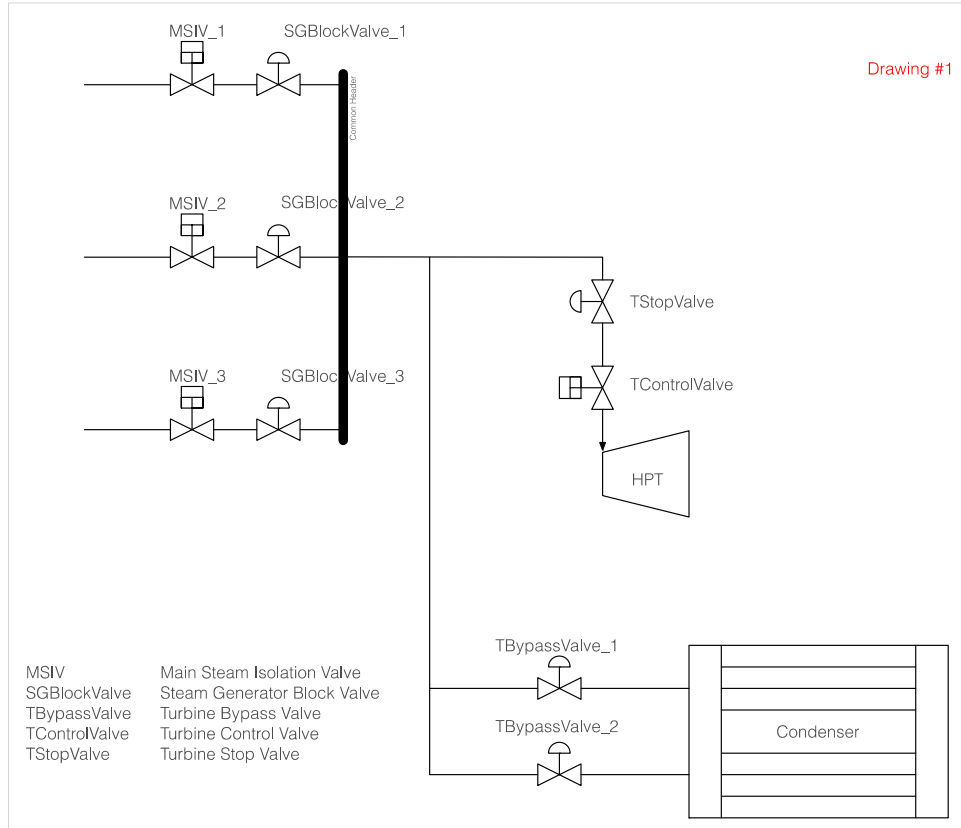 MSIV_1
SGBlockValve_1
Drawing #1
Common Header
MSIV_2
SGBlockValve_2
TStopValve
MSIV_3
SGBlockValve_3
TControlValve
HPT
TBypassValve_1
TBypassValve_2
Condenser
MSIV Main Steam Isolation Valve
SGBlockValve Steam Generator Block Valve
TBypassValve Turbine Bypass Valve
TControlValve Turbine Control Valve
TStopValve Turbine Stop Valve